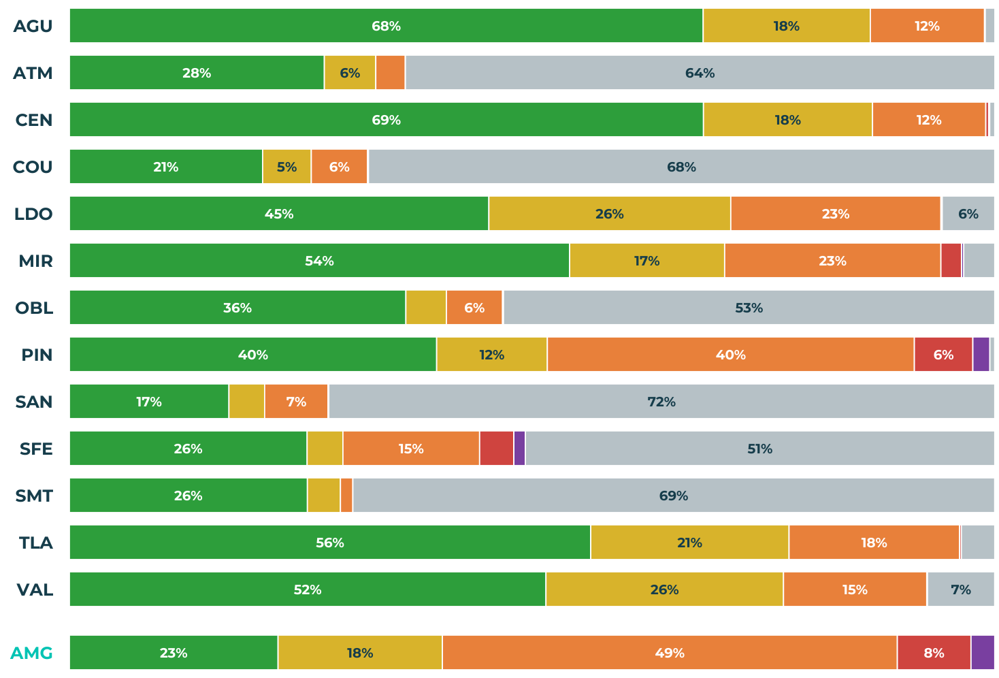 AGU 68% 18% 12%
ATM 28% 6% 64%
CEN 69% 18% 12%
COU 21% 5% 6% 68%
LDO 45% 26% 23% 6%
MIR 54% 17% 23%
OBL 36% 6% 53%
PIN 40% 12% 40% 6%
SAN 17% 7% 72%
SFE 26% 15% 51%
SMT 26% 69%
TLA 56% 21% 18%
VAL 52% 26% 15% 7%
AMG 23% 18% 49% 8%